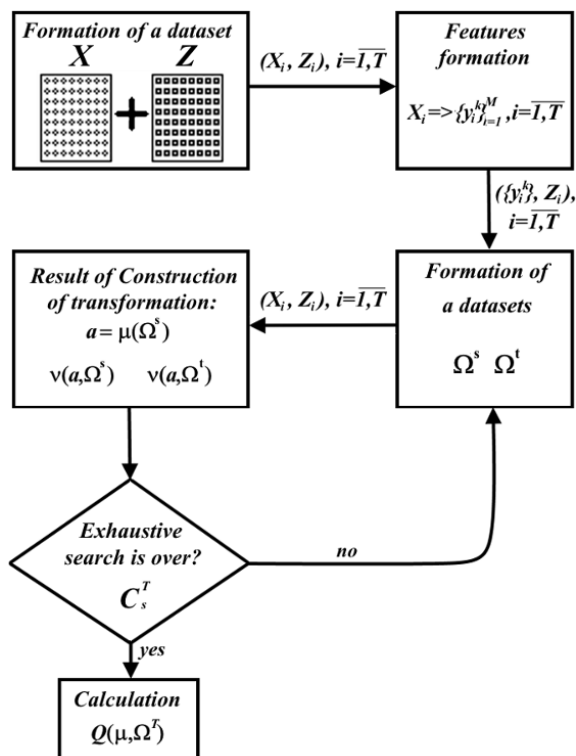 Formation of a dataset
X + Z
(Xᵢ, Zᵢ), i=1̅,̅T̅
Features
formation
Xᵢ=>{yᵢᵏ}ᴹᵢ₌₁,i=1̅,̅T̅
({yᵢᵏ}, Zᵢ),
i=1̅,̅T̅
Formation of
a datasets
Ωˢ Ωᵗ
(Xᵢ, Zᵢ), i=1̅,̅T̅
Result of Construction
of transformation:
a= μ(Ωˢ)
ν(a,Ωˢ) ν(a,Ωᵗ)
Exhaustive
search is over?
Cₛᵀ
no
yes
Calculation
Q(μ,Ωᵀ)